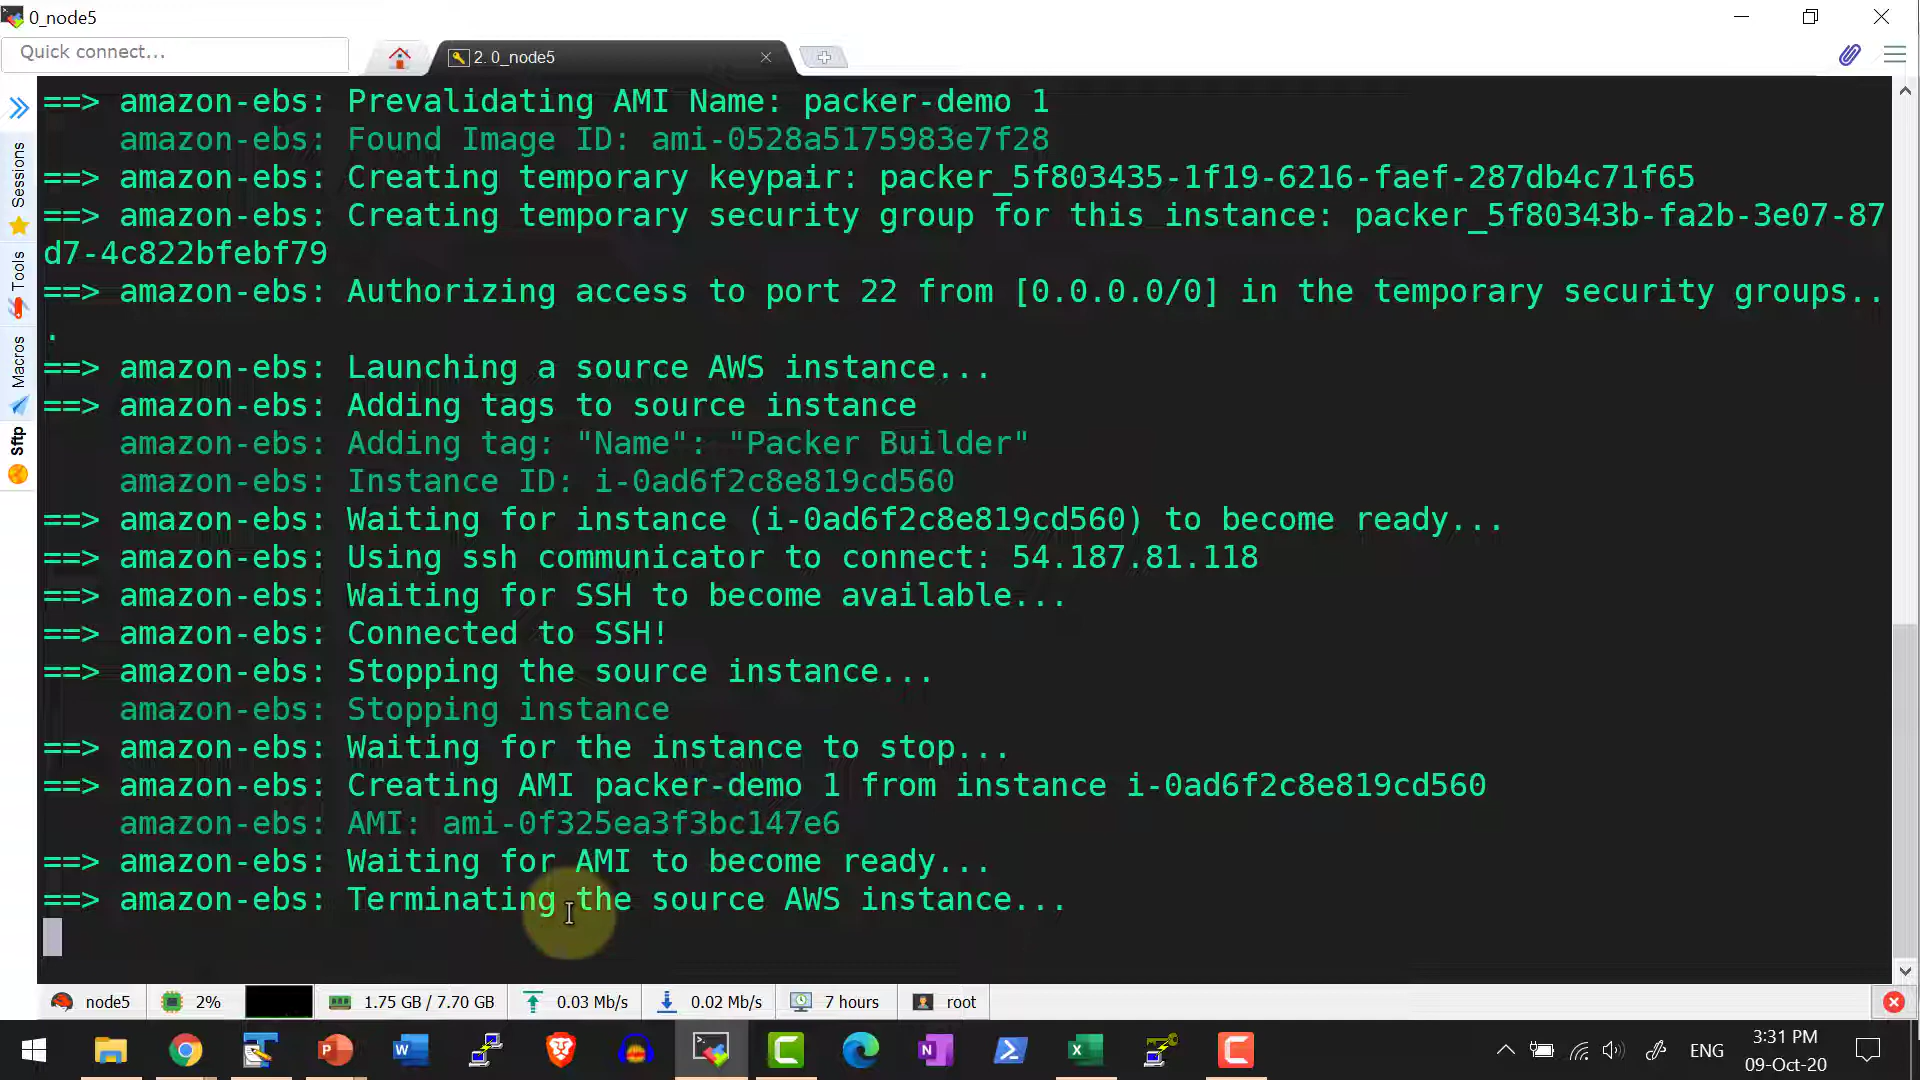 0_node5
Quick connect...
2. 0_node5
==> amazon-ebs: Prevalidating AMI Name: packer-demo 1
amazon-ebs: Found Image ID: ami-0528a5175983e7f28
==> amazon-ebs: Creating temporary keypair: packer_5f803435-1f19-6216-faef-287db4c71f65
==> amazon-ebs: Creating temporary security group for this instance: packer_5f80343b-fa2b-3e07-87
d7-4c822bfebf79
==> amazon-ebs: Authorizing access to port 22 from [0.0.0.0/0] in the temporary security groups..
.
==> amazon-ebs: Launching a source AWS instance...
==> amazon-ebs: Adding tags to source instance
amazon-ebs: Adding tag: "Name": "Packer Builder"
amazon-ebs: Instance ID: i-0ad6f2c8e819cd560
==> amazon-ebs: Waiting for instance (i-0ad6f2c8e819cd560) to become ready...
==> amazon-ebs: Using ssh communicator to connect: 54.187.81.118
==> amazon-ebs: Waiting for SSH to become available...
==> amazon-ebs: Connected to SSH!
==> amazon-ebs: Stopping the source instance...
amazon-ebs: Stopping instance
==> amazon-ebs: Waiting for the instance to stop...
==> amazon-ebs: Creating AMI packer-demo 1 from instance i-0ad6f2c8e819cd560
amazon-ebs: AMI: ami-0f325ea3f3bc147e6
==> amazon-ebs: Waiting for AMI to become ready...
==> amazon-ebs: Terminating the source AWS instance...
Sessions
Tools
Macros
Sftp
node5
2%
1.75 GB / 7.70 GB
0.03 Mb/s
0.02 Mb/s
7 hours
root
ENG
3:31 PM
09-Oct-20